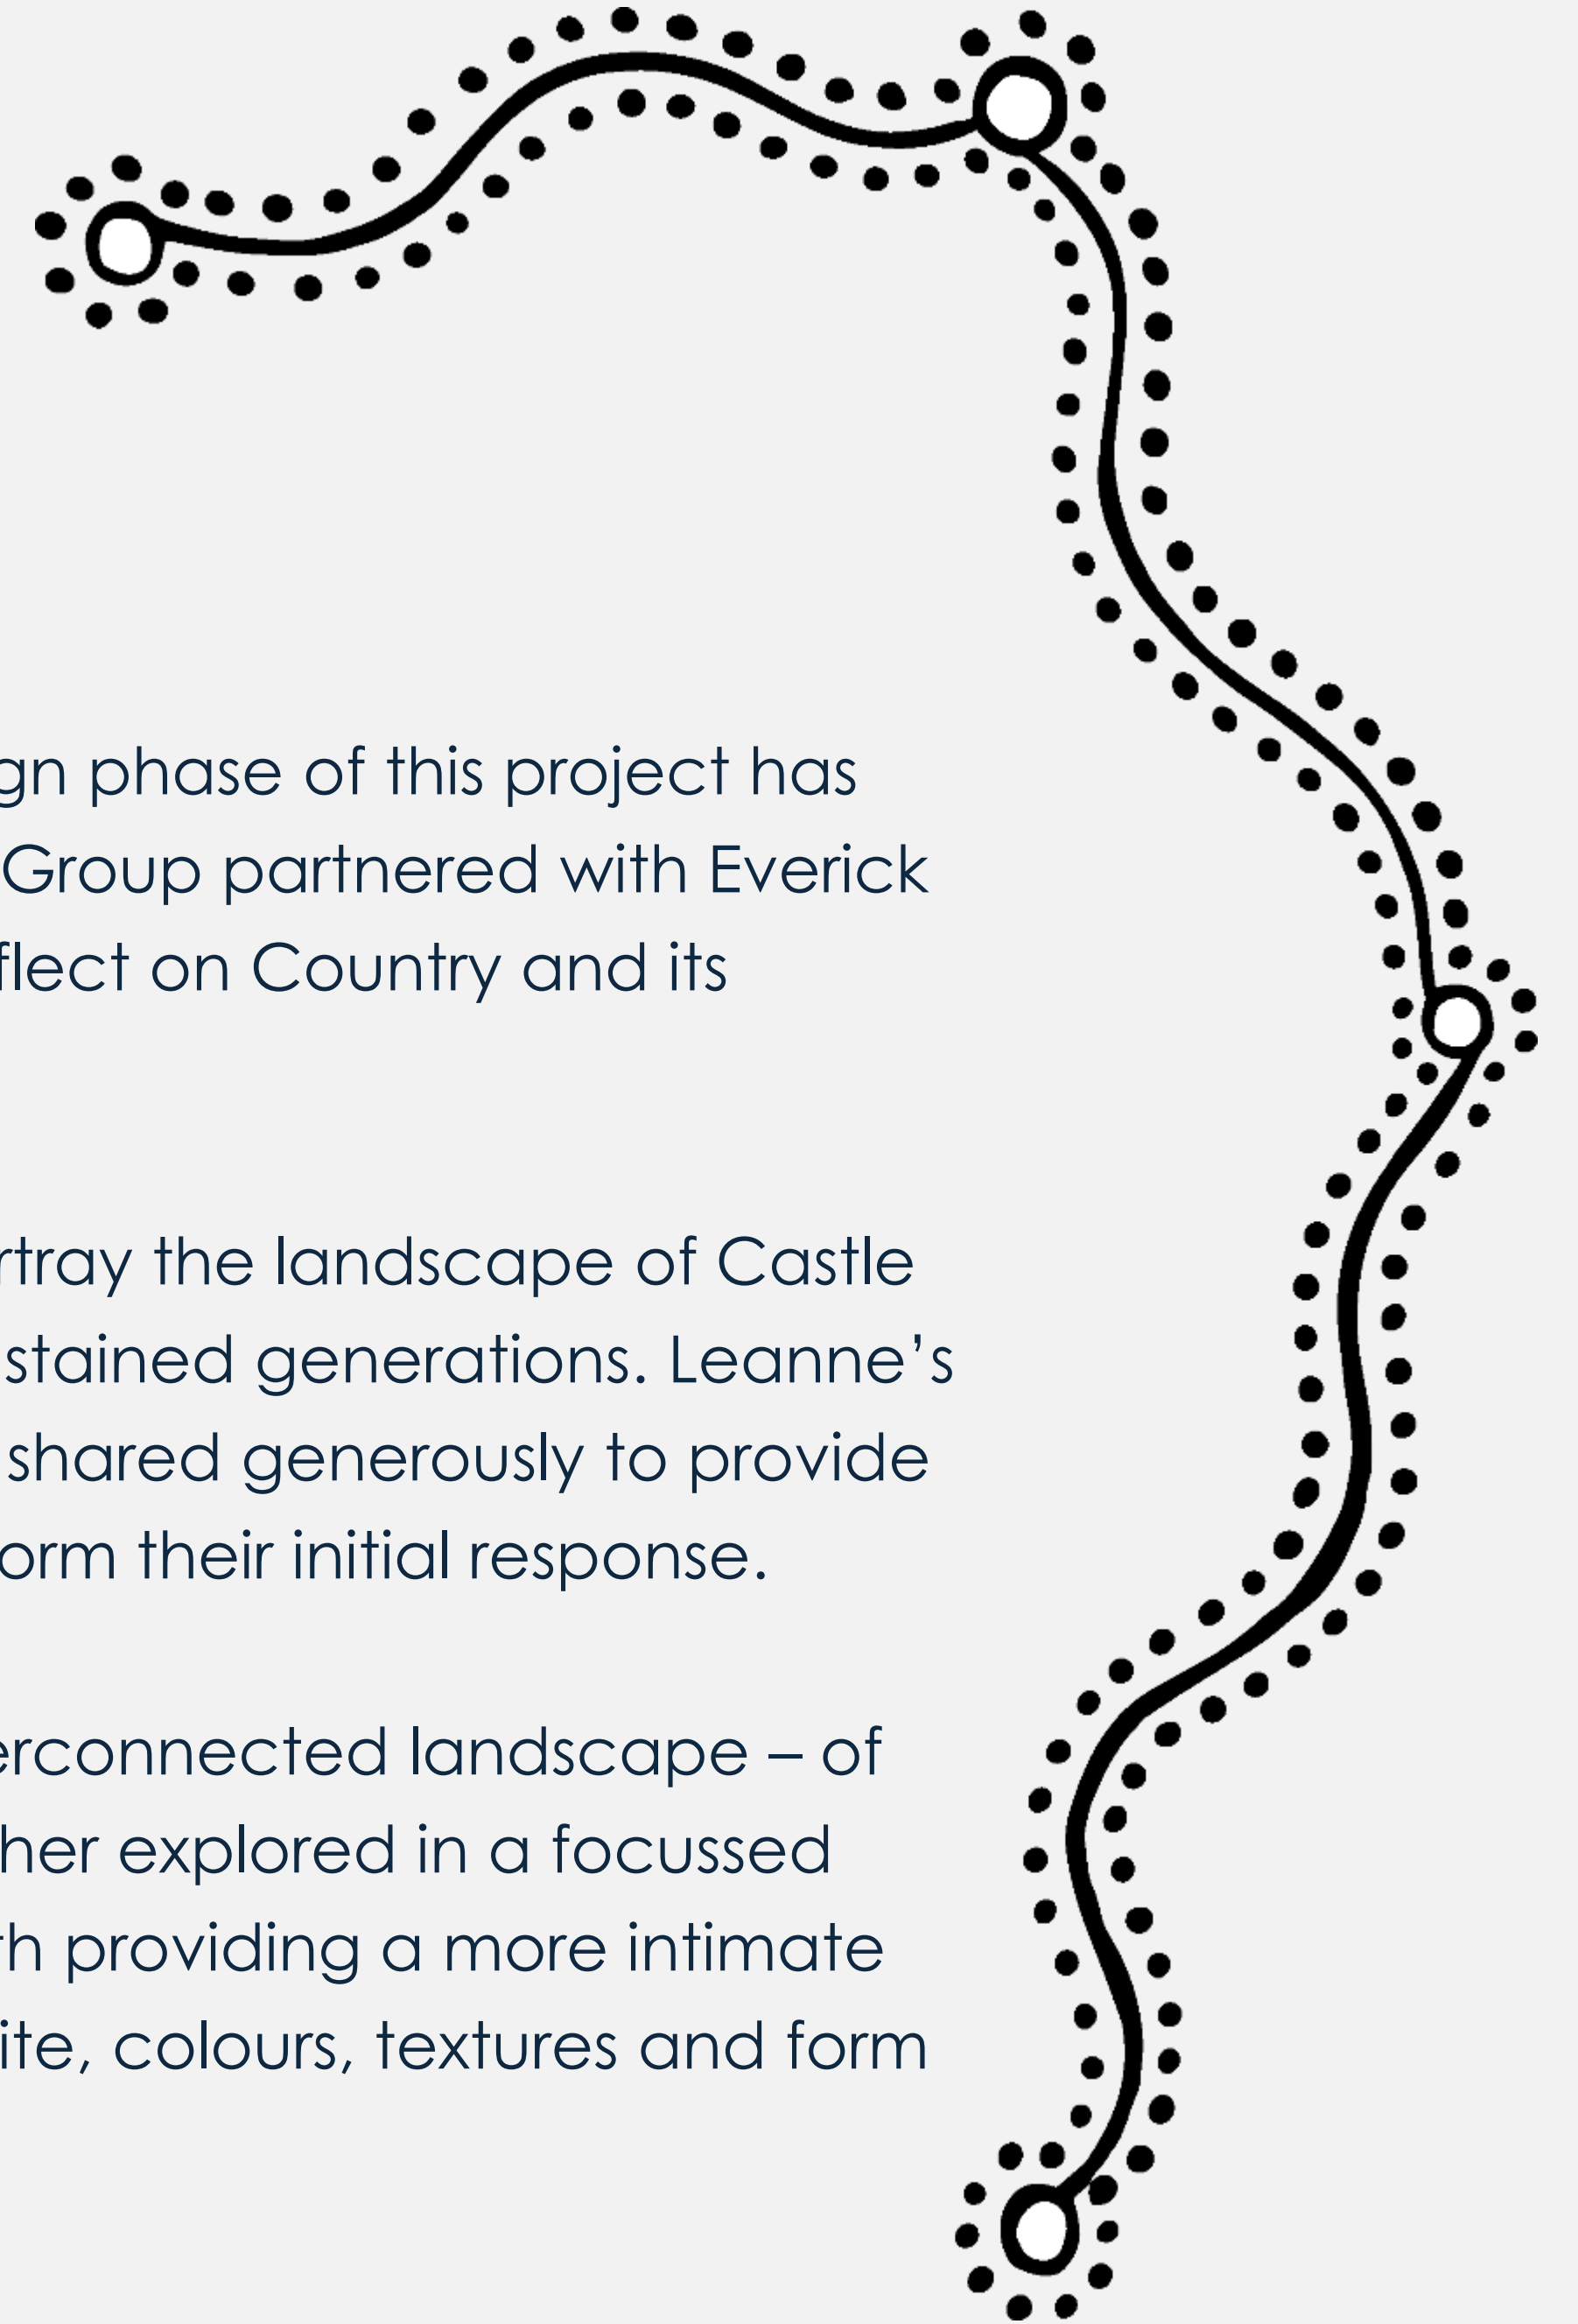 gn phase of this project has
Group partnered with Everick
flect on Country and its
rtray the landscape of Castle
stained generations. Leanne’s
shared generously to provide
orm their initial response.
erconnected landscape – of
her explored in a focussed
th providing a more intimate
ite, colours, textures and form